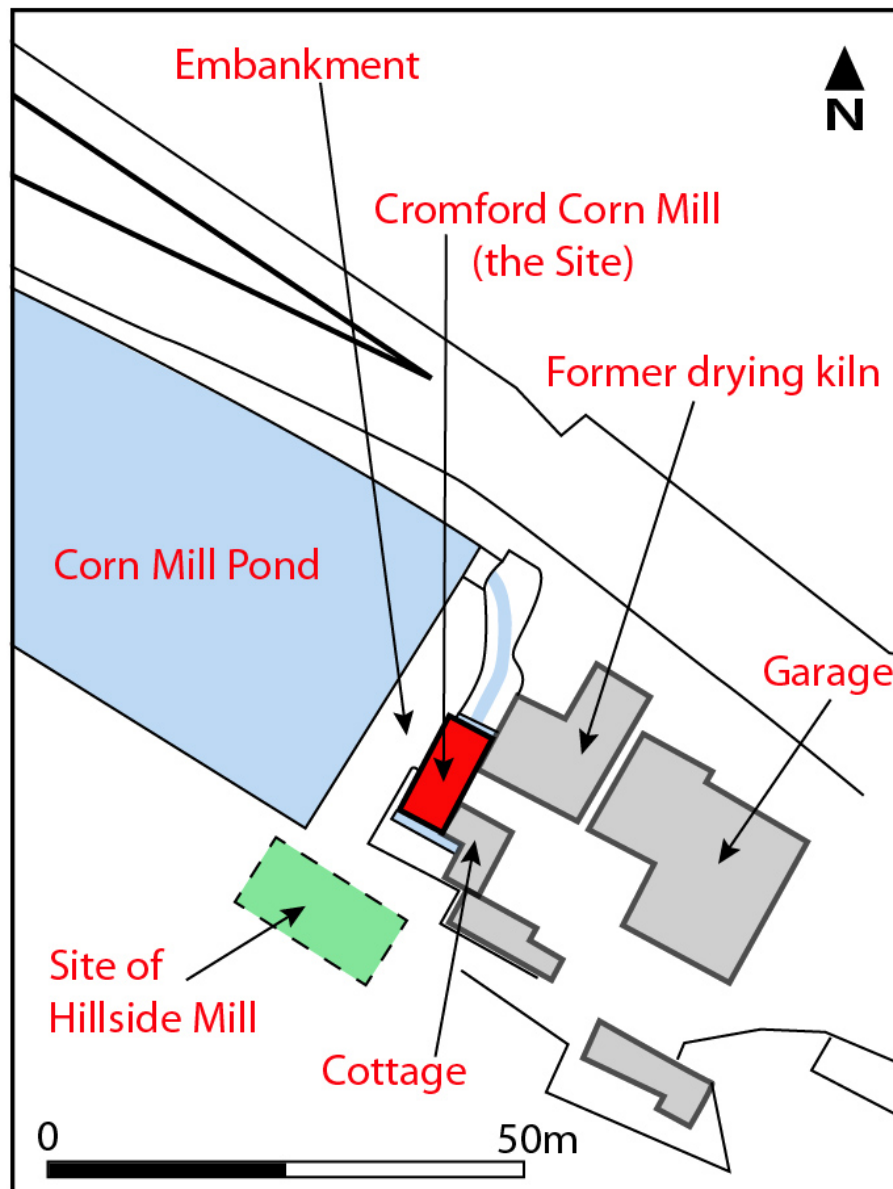 Embankment
N
Cromford Corn Mill
(the Site)
Former drying kiln
Corn Mill Pond
Garage
Site of
Hillside Mill
Cottage
0
50m